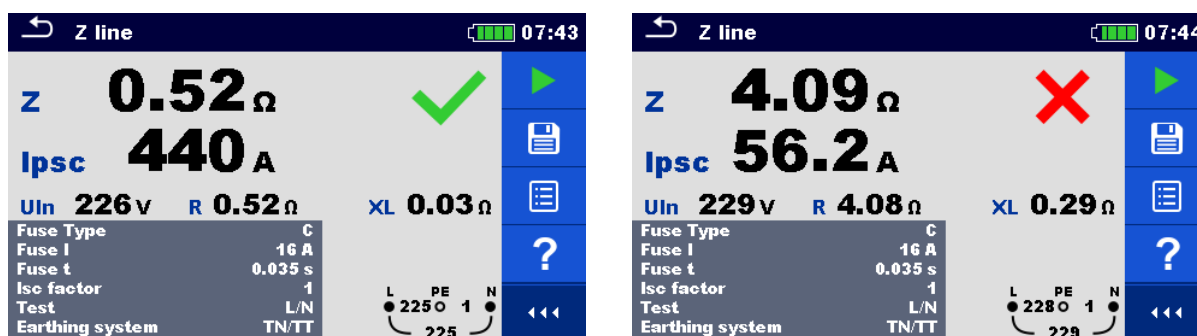 Z line 07:43
Z 0.52 Ω
Ipsc 440 A
Uln 226 V R 0.52 Ω XL 0.03 Ω
Fuse Type C
Fuse I 16 A
Fuse t 0.035 s
Isc factor 1
Test L/N
Earthing system TN/TT
L PE N
225 1
225
?
Z line 07:44
Z 4.09 Ω
Ipsc 56.2 A
Uln 229 V R 4.08 Ω XL 0.29 Ω
Fuse Type C
Fuse I 16 A
Fuse t 0.035 s
Isc factor 1
Test L/N
Earthing system TN/TT
L PE N
228 1
229
?